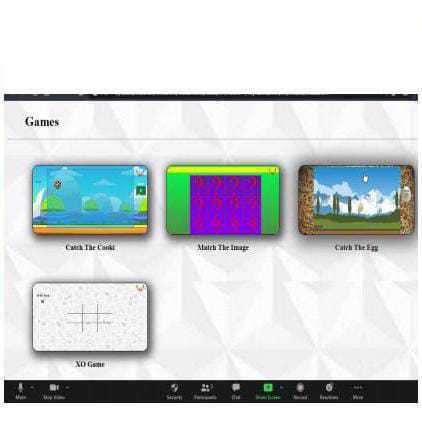 Games
Catch The Cooki
Match The Image
Catch The Egg
XO Game
Mute
Stop Video
Security
Participants
Chat
Share Screen
Record
Reactions
More